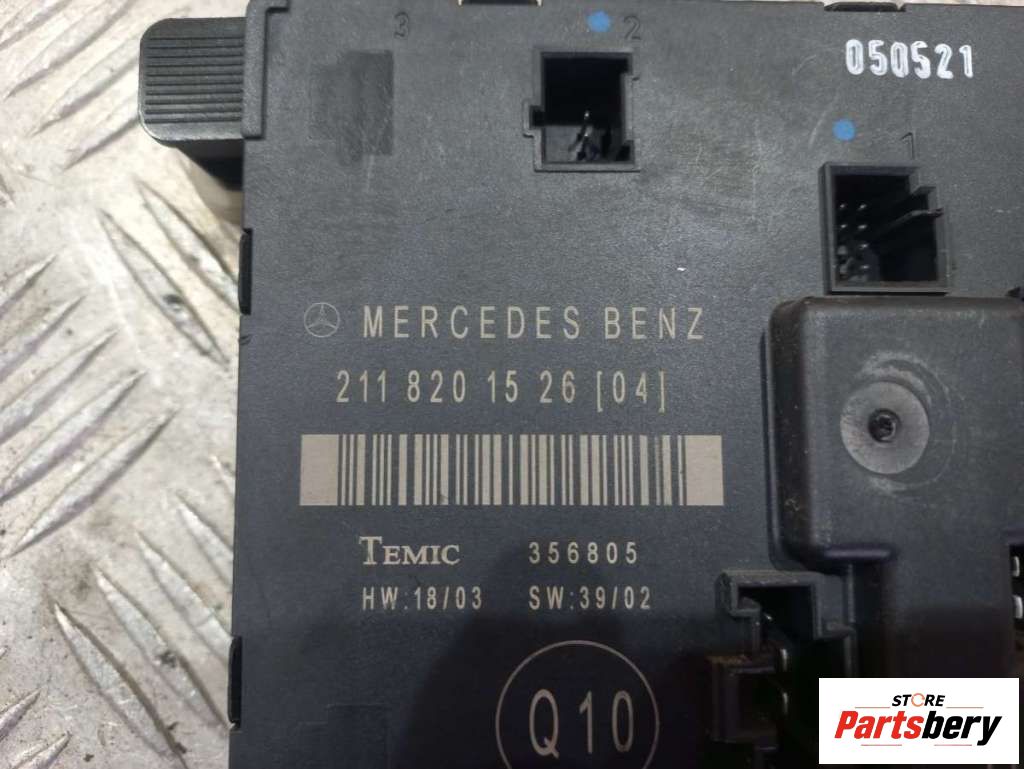 3
2
050521
1
MERCEDES BENZ
211 820 15 26 [04]
TEMIC 356805
HW:18/03 SW:39/02
Q10
STORE
Partsbery